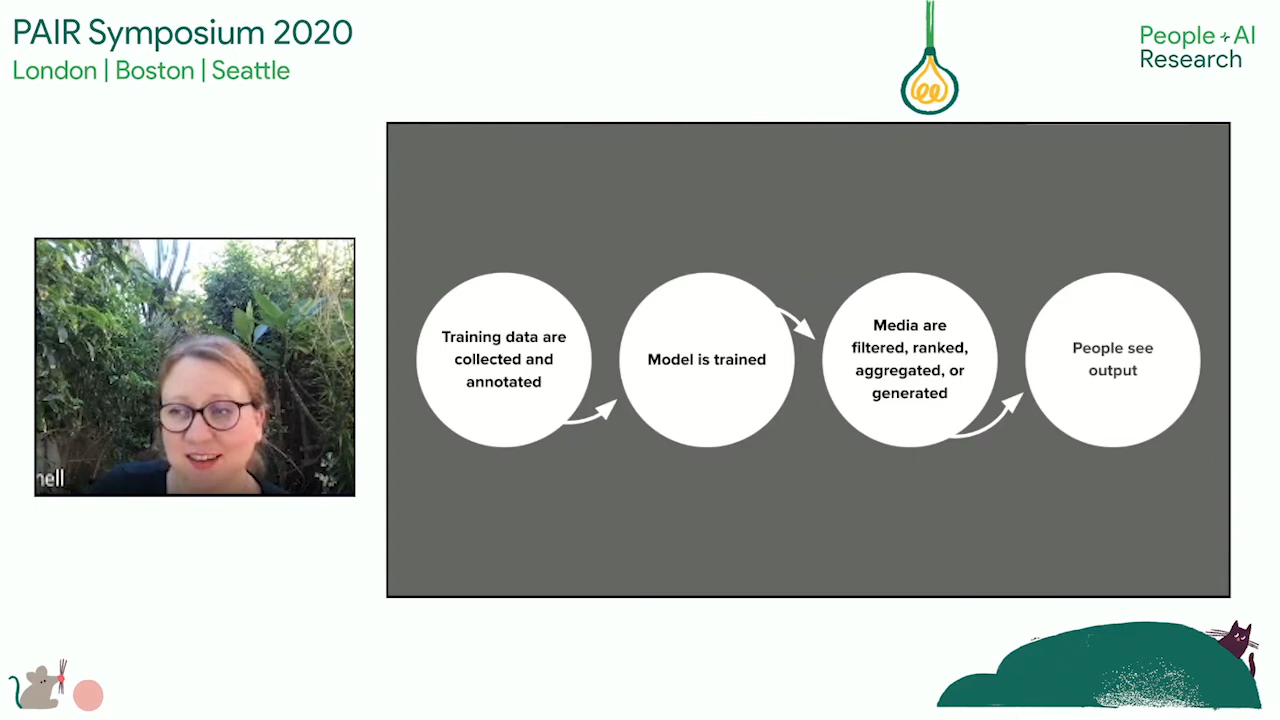 PAIR Symposium 2020
London | Boston | Seattle
People + AI
Research
nell
Training data are
collected and
annotated
Model is trained
Media are
filtered, ranked,
aggregated, or
generated
People see
output